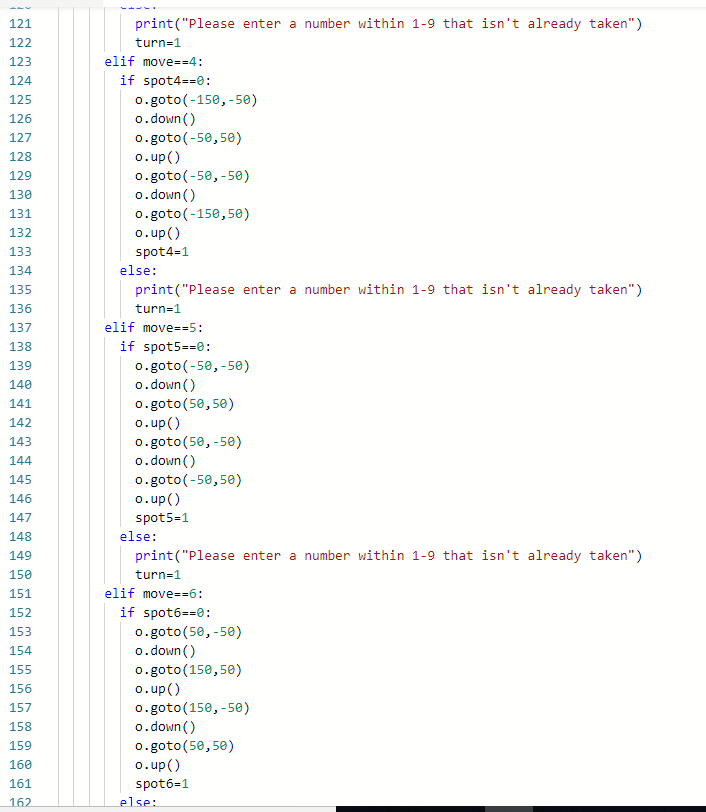 120 else:
121 print("Please enter a number within 1-9 that isn't already taken")
122 turn=1
123 elif move==4:
124 if spot4==0:
125 o.goto(-150,-50)
126 o.down()
127 o.goto(-50,50)
128 o.up()
129 o.goto(-50,-50)
130 o.down()
131 o.goto(-150,50)
132 o.up()
133 spot4=1
134 else:
135 print("Please enter a number within 1-9 that isn't already taken")
136 turn=1
137 elif move==5:
138 if spot5==0:
139 o.goto(-50,-50)
140 o.down()
141 o.goto(50,50)
142 o.up()
143 o.goto(50,-50)
144 o.down()
145 o.goto(-50,50)
146 o.up()
147 spot5=1
148 else:
149 print("Please enter a number within 1-9 that isn't already taken")
150 turn=1
151 elif move==6:
152 if spot6==0:
153 o.goto(50,-50)
154 o.down()
155 o.goto(150,50)
156 o.up()
157 o.goto(150,-50)
158 o.down()
159 o.goto(50,50)
160 o.up()
161 spot6=1
162 else: